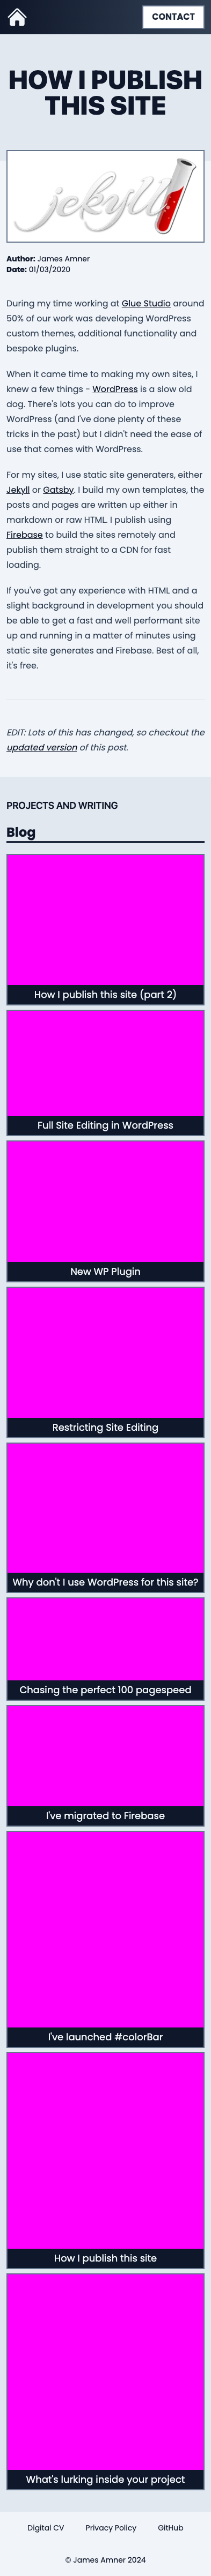 CONTACT
HOW I PUBLISH
THIS SITE
jekyll
Author: James Amner
Date: 01/03/2020
During my time working at Glue Studio around
50% of our work was developing WordPress
custom themes, additional functionality and
bespoke plugins.
When it came time to making my own sites, I
knew a few things - WordPress is a slow old
dog. There's lots you can do to improve
WordPress (and I've done plenty of these
tricks in the past) but I didn't need the ease of
use that comes with WordPress.
For my sites, I use static site generaters, either
Jekyll or Gatsby. I build my own templates, the
posts and pages are written up either in
markdown or raw HTML. I publish using
Firebase to build the sites remotely and
publish them straight to a CDN for fast
loading.
If you've got any experience with HTML and a
slight background in development you should
be able to get a fast and well performant site
up and running in a matter of minutes using
static site generates and Firebase. Best of all,
it's free.
EDIT: Lots of this has changed, so checkout the
updated version of this post.
PROJECTS AND WRITING
Blog
How I publish this site (part 2)
Full Site Editing in WordPress
New WP Plugin
Restricting Site Editing
Why don't I use WordPress for this site?
Chasing the perfect 100 pagespeed
I've migrated to Firebase
I've launched #colorBar
How I publish this site
What's lurking inside your project
Digital CV Privacy Policy GitHub
© James Amner 2024